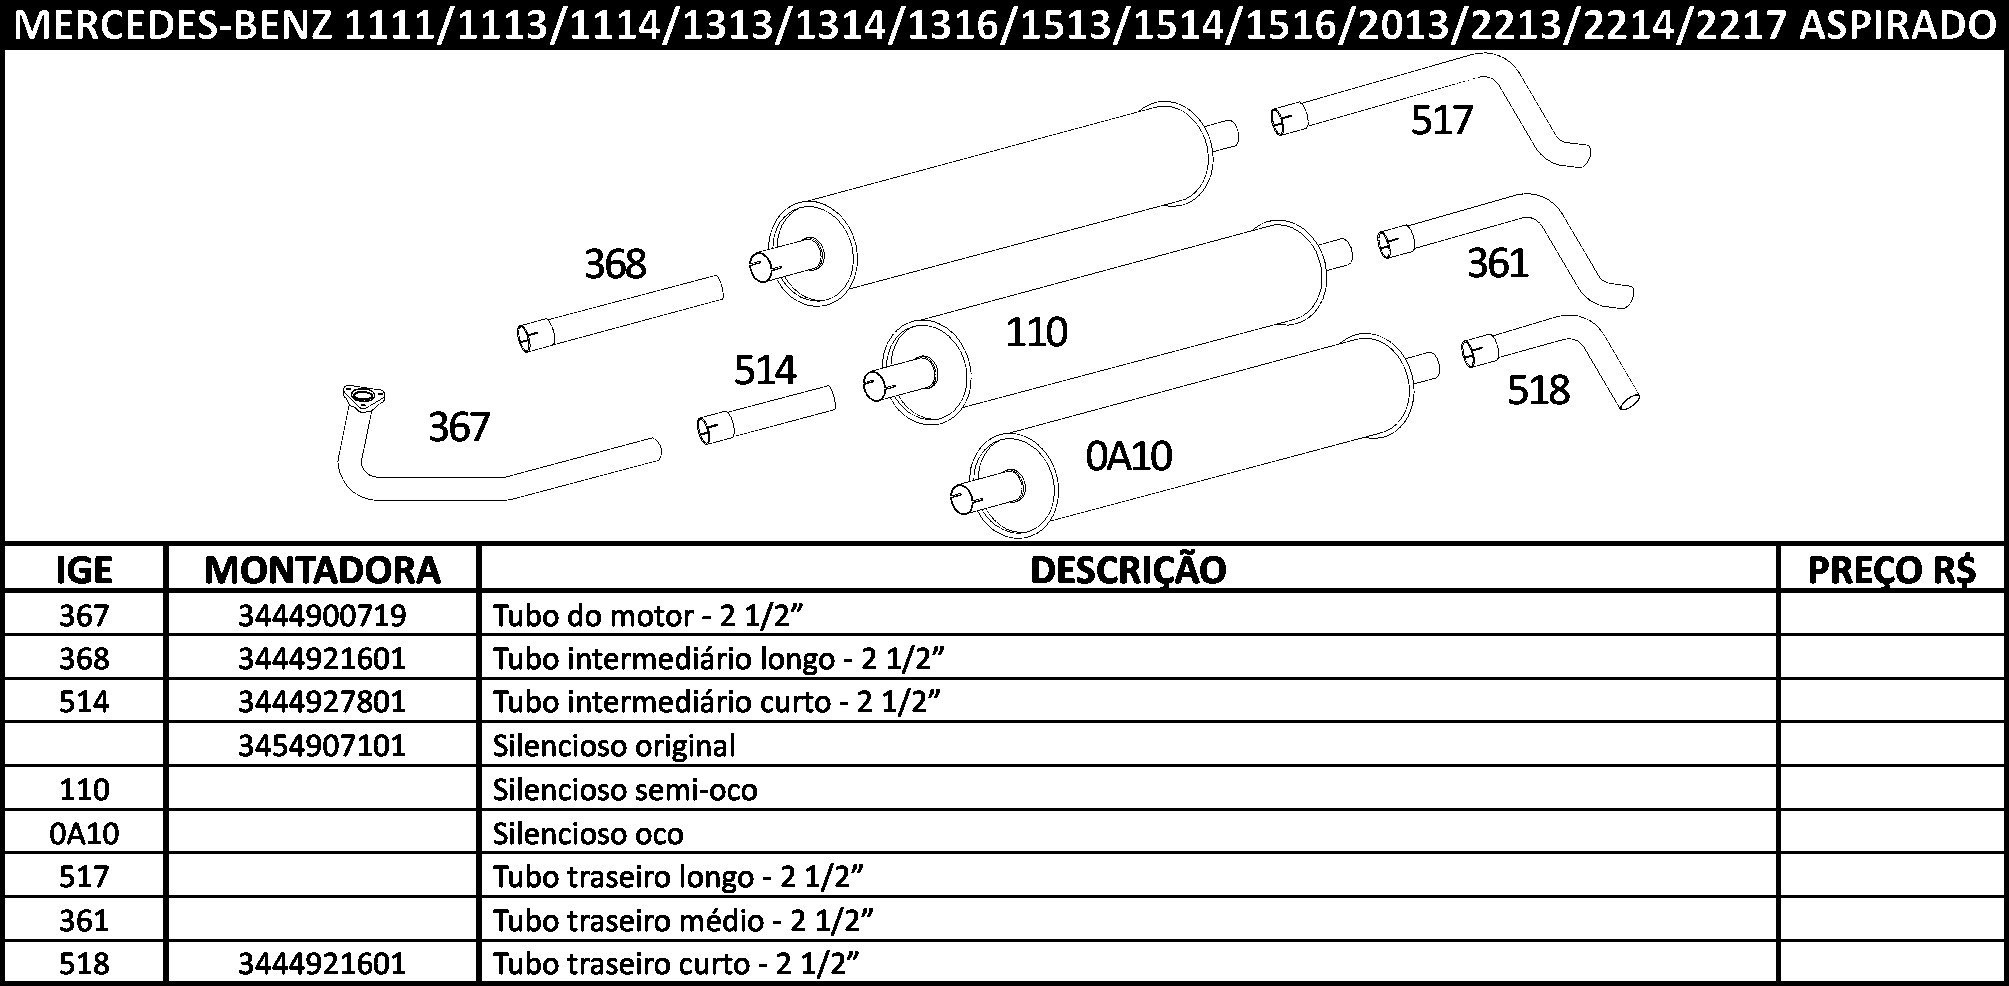 MERCEDES-BENZ 1111/1113/1114/1313/1314/1316/1513/1514/1516/2013/2213/2214/2217 ASPIRADO
517
368
361
110
514
518
367
0A10
IGE MONTADORA DESCRIÇÃO PREÇO R$
367 3444900719 Tubo do motor - 2 1/2”
368 3444921601 Tubo intermediário longo - 2 1/2”
514 3444927801 Tubo intermediário curto - 2 1/2”
3454907101 Silencioso original
110 Silencioso semi-oco
0A10 Silencioso oco
517 Tubo traseiro longo - 2 1/2”
361 Tubo traseiro médio - 2 1/2”
518 3444921601 Tubo traseiro curto - 2 1/2”